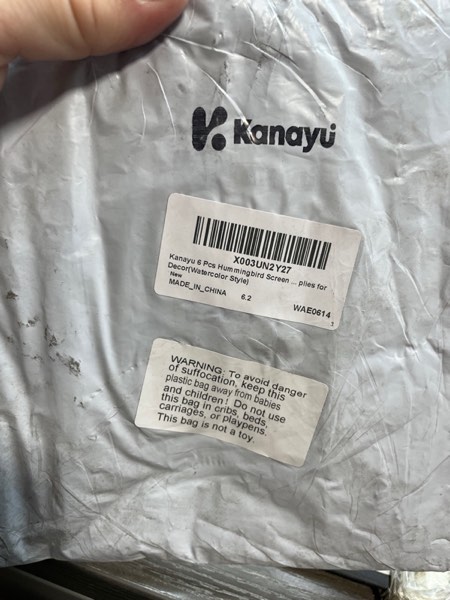 Kanayu
X003UN2Y27
Kanayu 6 Pcs Hummingbird Screen ... plies for
Decor(Watercolor Style)
New
MADE_IN_CHINA 6.2 WAE0614
1
WARNING: To avoid danger
of suffocation, keep this
plastic bag away from babies
and children! Do not use
this bag in cribs, beds,
carriages, or playpens.
This bag is not a toy.